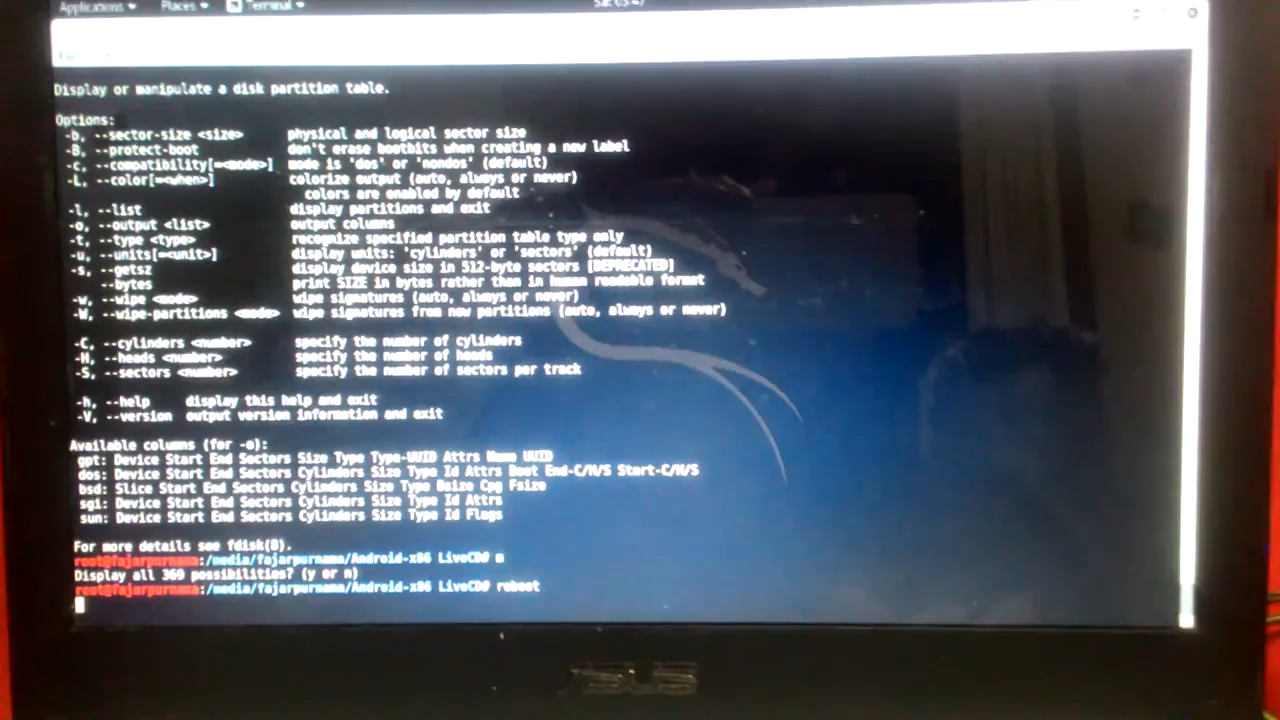 Applications Places Terminal
Display or manipulate a disk partition table.
Options:
-b, --sector-size <size> physical and logical sector size
-B, --protect-boot don't erase bootbits when creating a new label
-c, --compatibility[=<mode>] mode is 'dos' or 'nondos' (default)
-L, --color[=<when>] colorize output (auto, always or never)
colors are enabled by default
-l, --list display partitions and exit
-o, --output <list> output columns
-t, --type <type> recognize specified partition table type only
-u, --units[=<unit>] display units: 'cylinders' or 'sectors' (default)
-s, --getsz display device size in 512-byte sectors [DEPRECATED]
--bytes print SIZE in bytes rather than in human readable format
-w, --wipe <mode> wipe signatures (auto, always or never)
-W, --wipe-partitions <mode> wipe signatures from new partitions (auto, always or never)
-C, --cylinders <number> specify the number of cylinders
-H, --heads <number> specify the number of heads
-S, --sectors <number> specify the number of sectors per track
-h, --help display this help and exit
-V, --version output version information and exit
Available columns (for -o):
gpt: Device Start End Sectors Size Type Type-UUID Attrs Name UUID
dos: Device Start End Sectors Cylinders Size Type Id Attrs Boot End-C/H/S Start-C/H/S
bsd: Slice Start End Sectors Cylinders Size Type Bsize Cpg Fsize
sgi: Device Start End Sectors Cylinders Size Type Id Attrs
sun: Device Start End Sectors Cylinders Size Type Id Flags
For more details see fdisk(8).
root@fajarpurnama:/media/fajarpurnama/Android-x86 LiveCD# m
Display all 369 possibilities? (y or n)
root@fajarpurnama:/media/fajarpurnama/Android-x86 LiveCD# reboot
ASUS